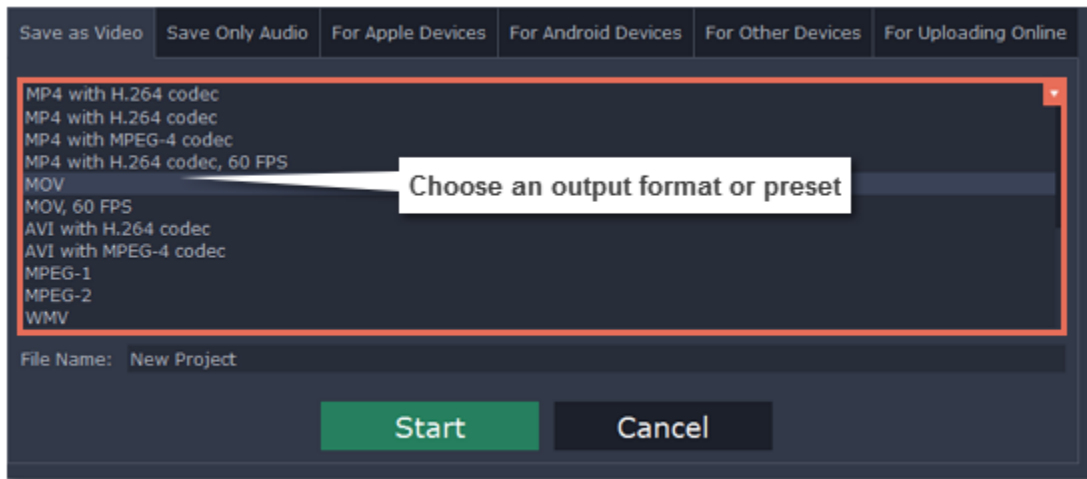 Save as Video Save Only Audio For Apple Devices For Android Devices For Other Devices For Uploading Online
MP4 with H.264 codec
MP4 with H.264 codec
MP4 with MPEG-4 codec
MP4 with H.264 codec, 60 FPS
MOV
Choose an output format or preset
MOV, 60 FPS
AVI with H.264 codec
AVI with MPEG-4 codec
MPEG-1
MPEG-2
WMV
File Name: New Project
Start Cancel